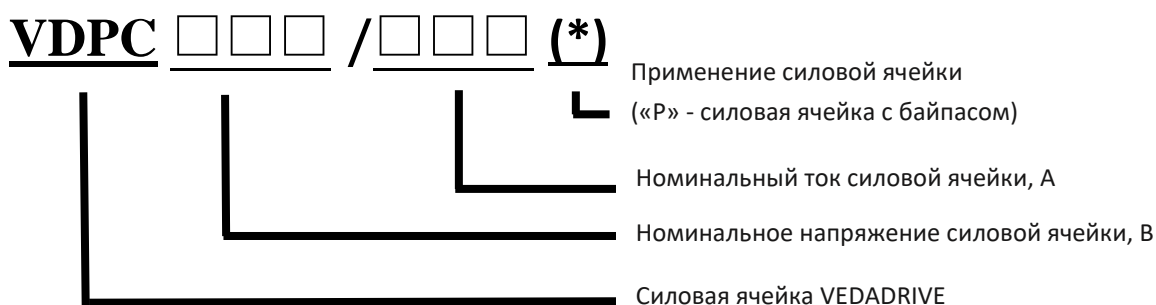 VDPC □□□ /□□□ (*)
Применение силовой ячейки
(«Р» - силовая ячейка с байпасом)
Номинальный ток силовой ячейки, А
Номинальное напряжение силовой ячейки, В
Силовая ячейка VEDADRIVE